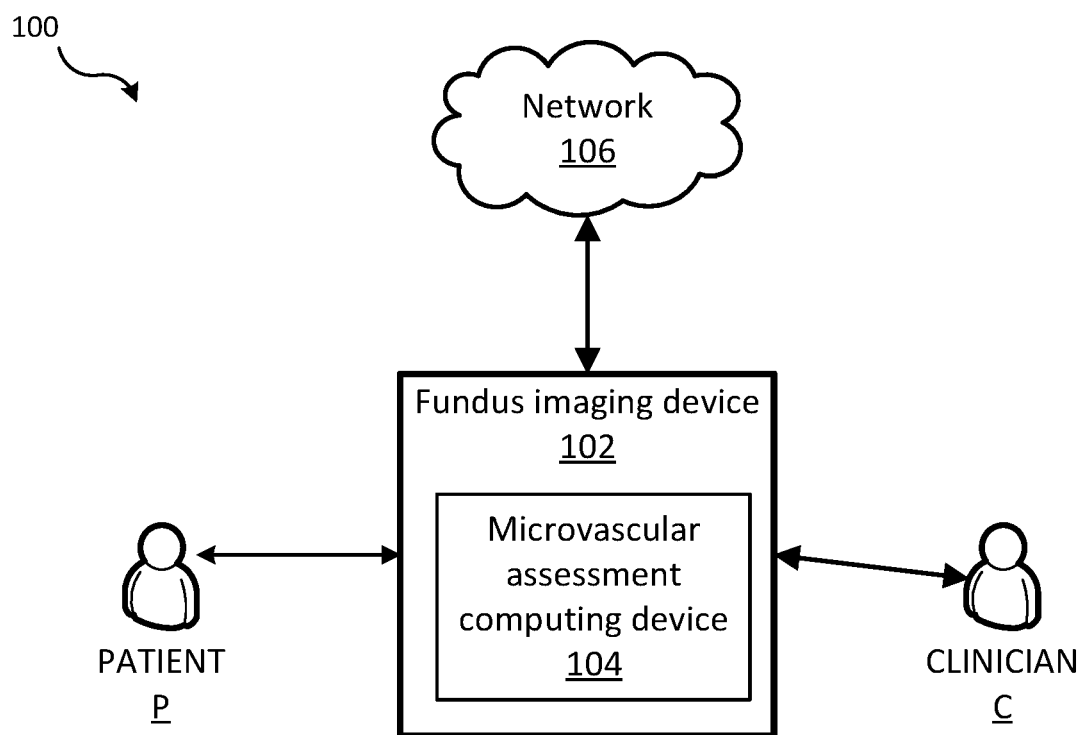 100
Network
106
Fundus imaging device
102
Microvascular
assessment
computing device
104
PATIENT
P
CLINICIAN
C